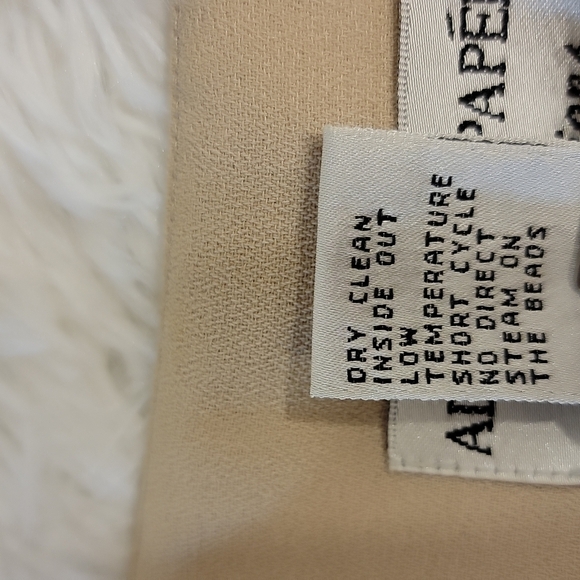 DRY CLEAN
INSIDE OUT
LOW
TEMPERATURE
SHORT CYCLE
NO DIRECT
STEAM ON
THE BEADS